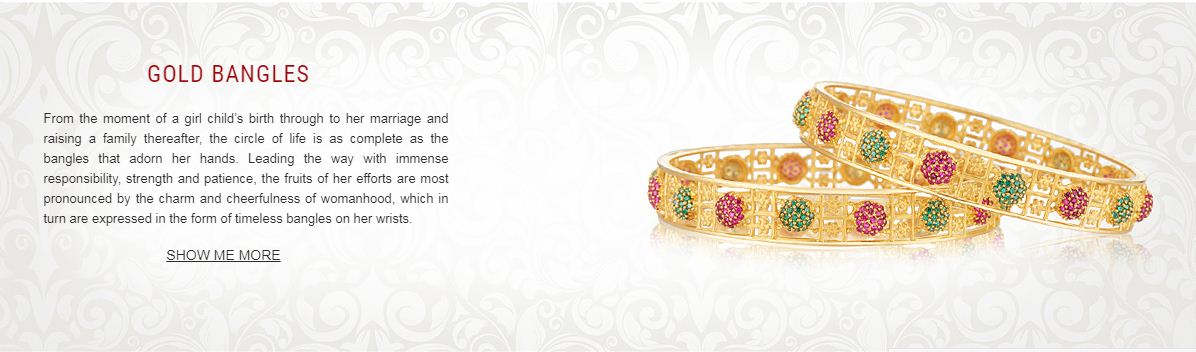 GOLD BANGLES
From the moment of a girl child's birth through to her marriage and
raising a family thereafter, the circle of life is as complete as the
bangles that adorn her hands. Leading the way with immense
responsibility, strength and patience, the fruits of her efforts are most
pronounced by the charm and cheerfulness of womanhood, which in
turn are expressed in the form of timeless bangles on her wrists.
SHOW ME MORE